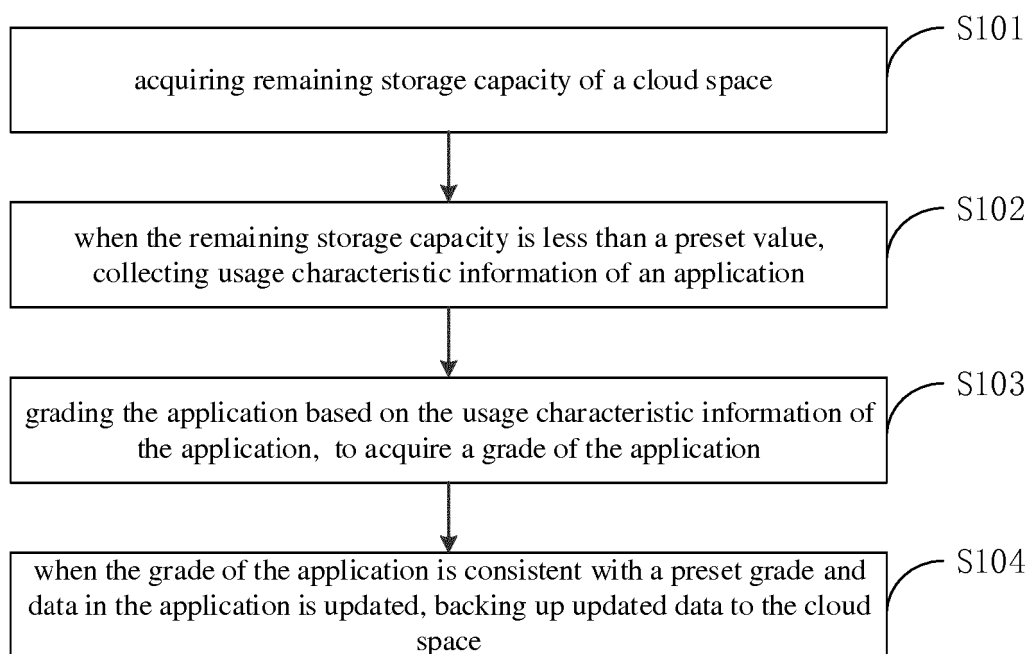 S101
acquiring remaining storage capacity of a cloud space
S102
when the remaining storage capacity is less than a preset value,
collecting usage characteristic information of an application
S103
grading the application based on the usage characteristic information of
the application, to acquire a grade of the application
S104
when the grade of the application is consistent with a preset grade and
data in the application is updated, backing up updated data to the cloud
space